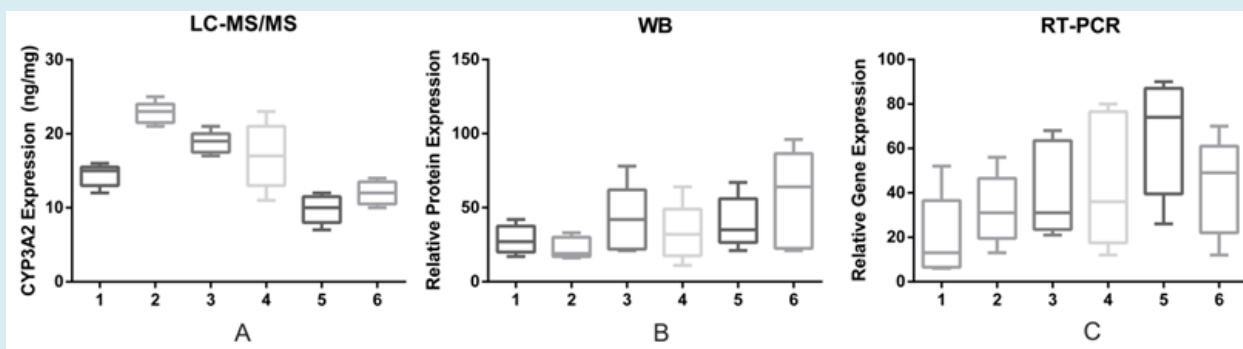 LC-MS/MS
CYP3A2 Expression (ng/mg)
30
20
10
0
1 2 3 4 5 6
A
WB
Relative Protein Expression
150
100
50
0
1 2 3 4 5 6
B
RT-PCR
Relative Gene Expression
100
80
60
40
20
0
1 2 3 4 5 6
C